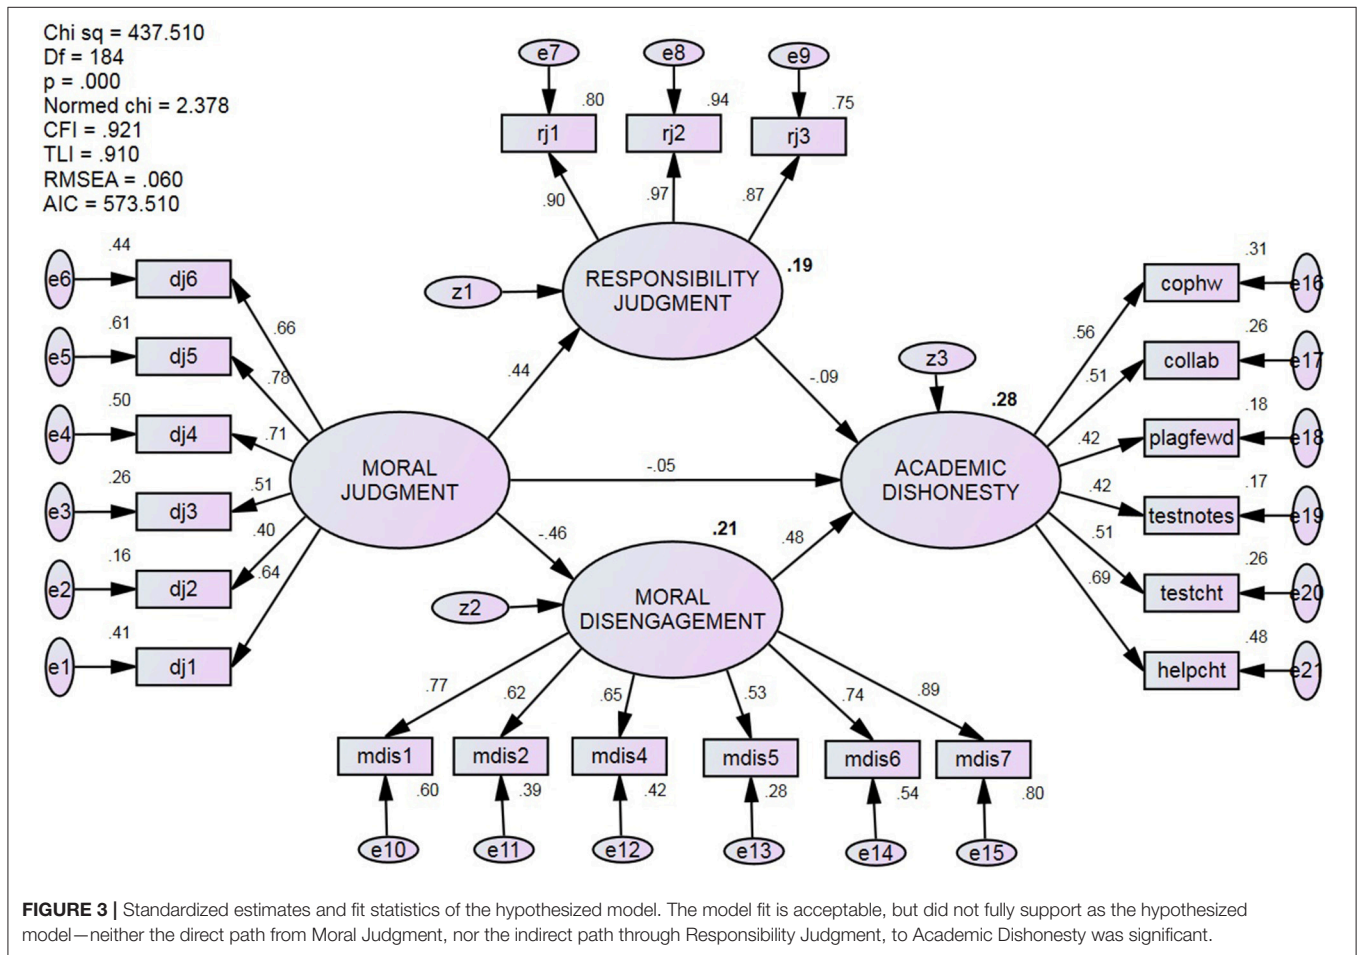 Chi sq = 437.510
Df = 184
p = .000
Normed chi = 2.378
CFI = .921
TLI = .910
RMSEA = .060
AIC = 573.510
e7
e8
e9
.80
.94
.75
rj1
rj2
rj3
.90
.97
.87
RESPONSIBILITY
JUDGMENT
.19
z1
.44
e6
dj6
.66
.61
e5
dj5
.78
.50
e4
dj4
.71
.26
e3
dj3
.51
.16
e2
dj2
.40
.41
e1
dj1
.64
MORAL
JUDGMENT
.44
-.05
-.46
-.09
z3
.28
ACADEMIC
DISHONESTY
.31
cophw
e16
.56
.26
collab
e17
.51
.18
plagfewd
e18
.42
.17
testnotes
e19
.42
.26
testcht
e20
.51
.48
helpcht
e21
.69
.21
.48
z2
MORAL
DISENGAGEMENT
.77
.62
.65
.53
.74
.89
mdis1
mdis2
mdis4
mdis5
mdis6
mdis7
.60
.39
.42
.28
.54
.80
e10
e11
e12
e13
e14
e15
FIGURE 3 | Standardized estimates and fit statistics of the hypothesized model. The model fit is acceptable, but did not fully support as the hypothesized
model—neither the direct path from Moral Judgment, nor the indirect path through Responsibility Judgment, to Academic Dishonesty was significant.